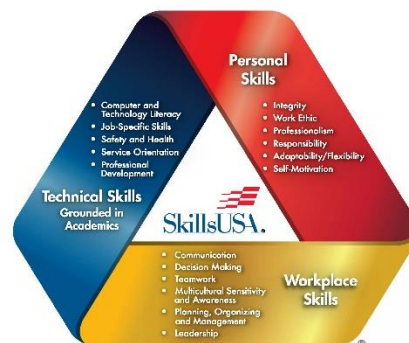 Personal
Skills
• Integrity
• Work Ethic
• Professionalism
• Responsibility
• Adaptability/Flexibility
• Self-Motivation
• Computer and
Technology Literacy
• Job-Specific Skills
• Safety and Health
• Service Orientation
• Professional
Development
Technical Skills
Grounded in
Academics
SkillsUSA.
• Communication
• Decision Making
• Teamwork
• Multicultural Sensitivity
and Awareness
• Planning, Organizing
and Management
• Leadership
Workplace
Skills
®